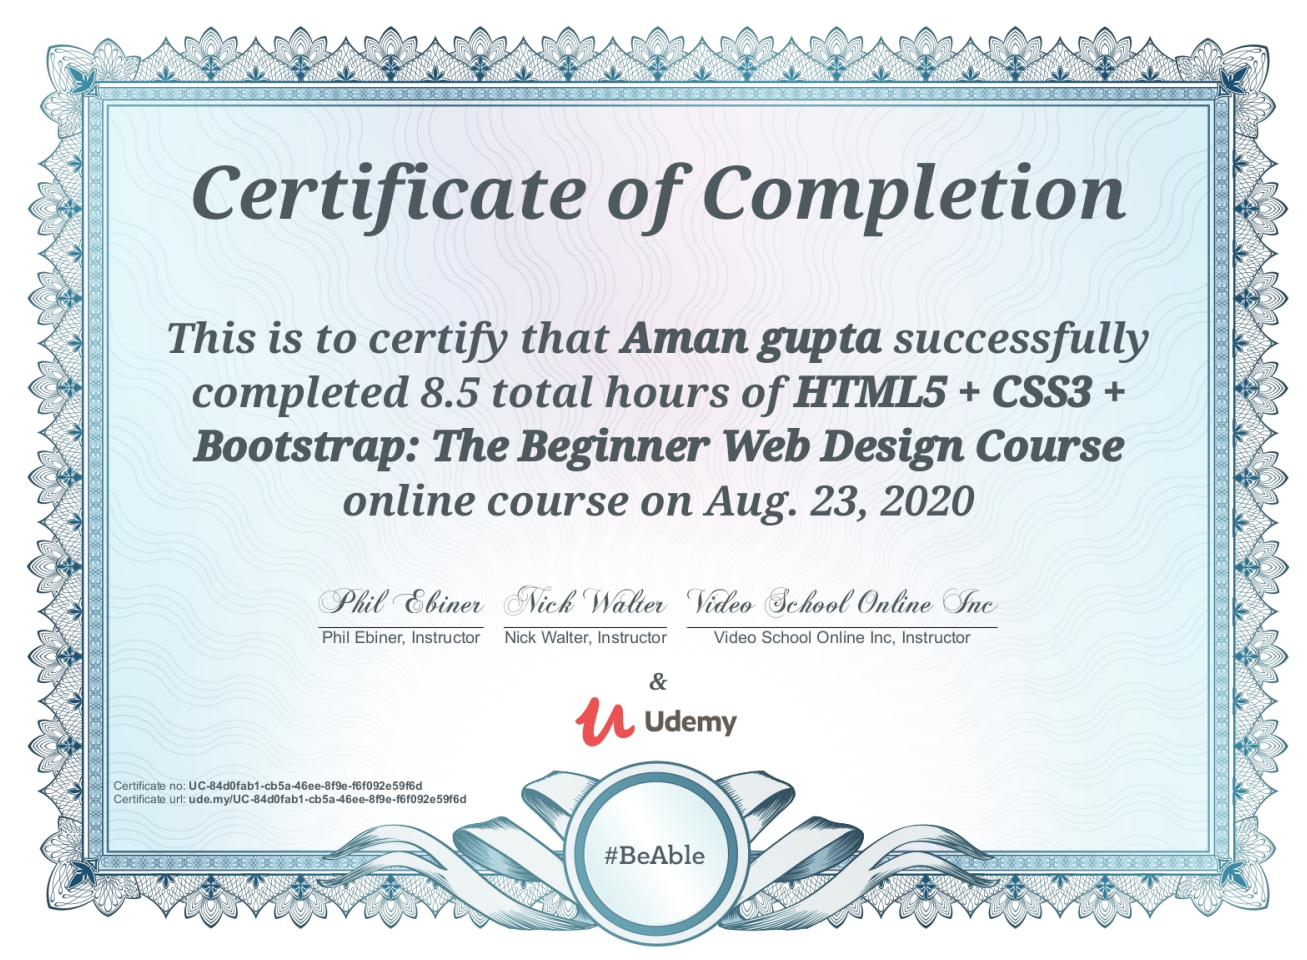 Certificate of Completion
This is to certify that Aman gupta successfully
completed 8.5 total hours of HTML5 + CSS3 +
Bootstrap: The Beginner Web Design Course
online course on Aug. 23, 2020
Phil Ebiner Nick Walter Video School Online Inc
Phil Ebiner, Instructor Nick Walter, Instructor Video School Online Inc, Instructor
&
Udemy
Certificate no: UC-84d0fab1-cb5a-46ee-8f9e-f6f092e59f6d
Certificate url: ude.my/UC-84d0fab1-cb5a-46ee-8f9e-f6f092e59f6d
#BeAble